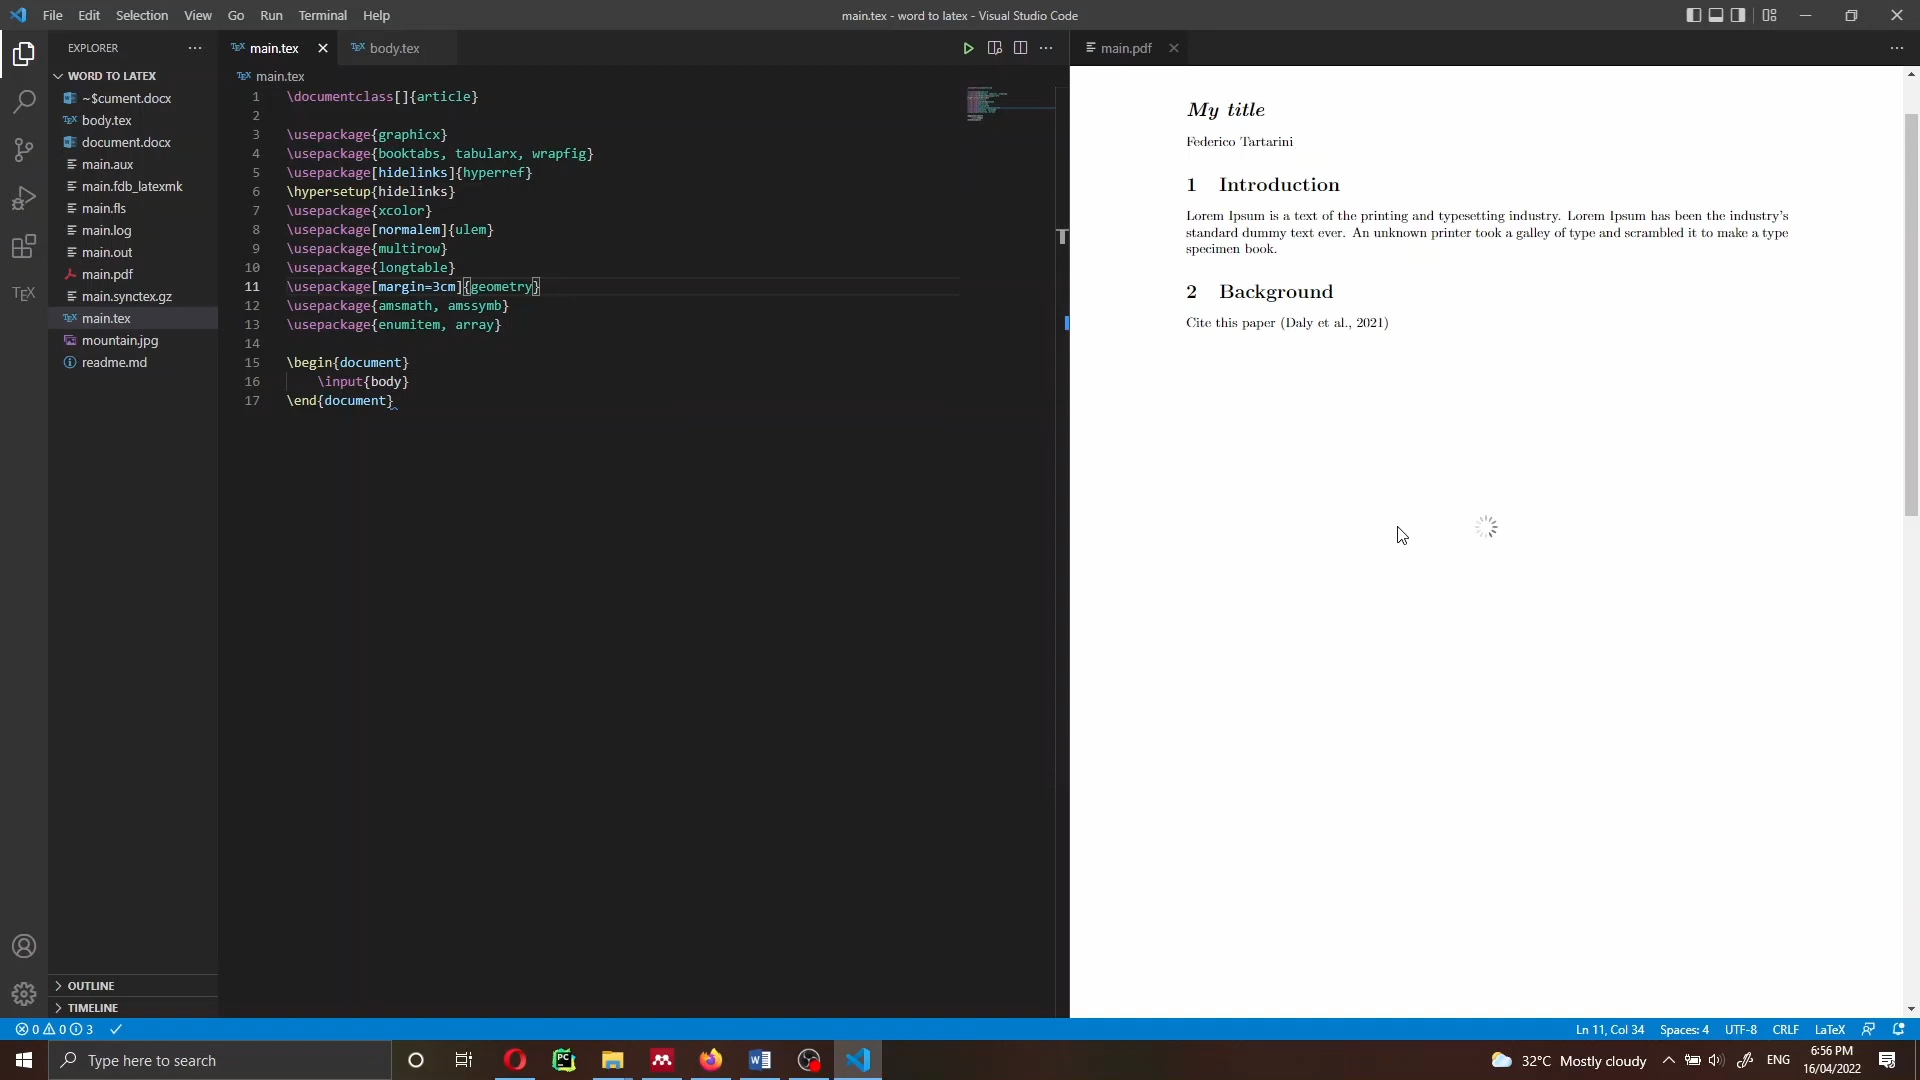 File Edit Selection View Go Run Terminal Help
main.tex - word to latex - Visual Studio Code
EXPLORER
WORD TO LATEX
~$cument.docx
body.tex
document.docx
main.aux
main.fdb_latexmk
main.fls
main.log
main.out
main.pdf
main.synctex.gz
main.tex
mountain.jpg
readme.md
OUTLINE
TIMELINE
main.tex body.tex
main.tex
1 \documentclass[]{article}
2
3 \usepackage{graphicx}
4 \usepackage{booktabs, tabularx, wrapfig}
5 \usepackage[hidelinks]{hyperref}
6 \hypersetup{hidelinks}
7 \usepackage{xcolor}
8 \usepackage[normalem]{ulem}
9 \usepackage{multirow}
10 \usepackage{longtable}
11 \usepackage[margin=3cm]{geometry}
12 \usepackage{amsmath, amssymb}
13 \usepackage{enumitem, array}
14
15 \begin{document}
16 \input{body}
17 \end{document}
main.pdf
My title
Federico Tartarini
1 Introduction
Lorem Ipsum is a text of the printing and typesetting industry. Lorem Ipsum has been the industry's
standard dummy text ever. An unknown printer took a galley of type and scrambled it to make a type
specimen book.
2 Background
Cite this paper (Daly et al., 2021)
0 0 3
Ln 11, Col 34 Spaces: 4 UTF-8 CRLF LaTeX
Type here to search
32°C Mostly cloudy ENG
6:56 PM
16/04/2022